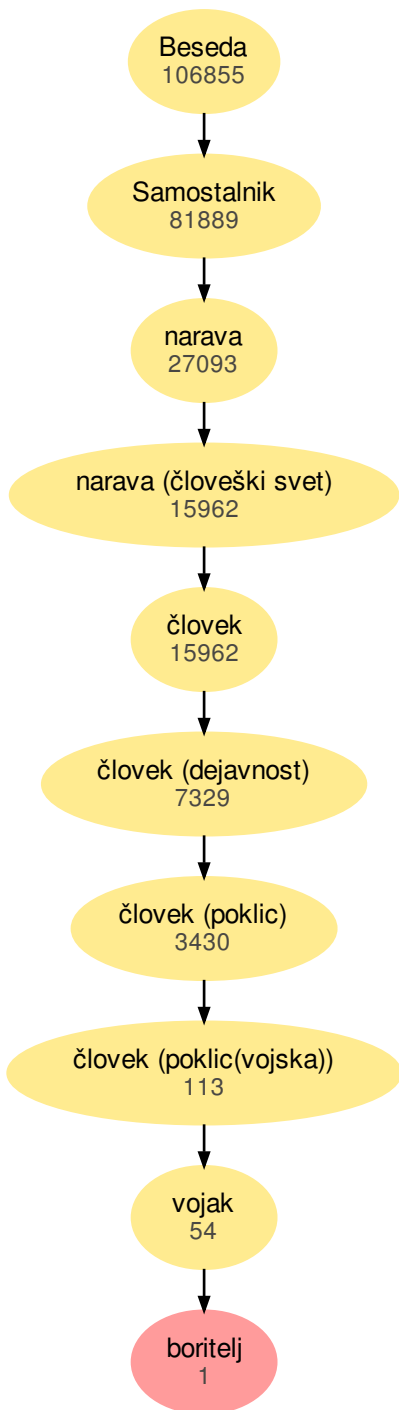 Beseda
106855
Samostalnik
81889
narava
27093
narava (človeški svet)
15962
človek
15962
človek (dejavnost)
7329
človek (poklic)
3430
človek (poklic(vojska))
113
vojak
54
boritelj
1